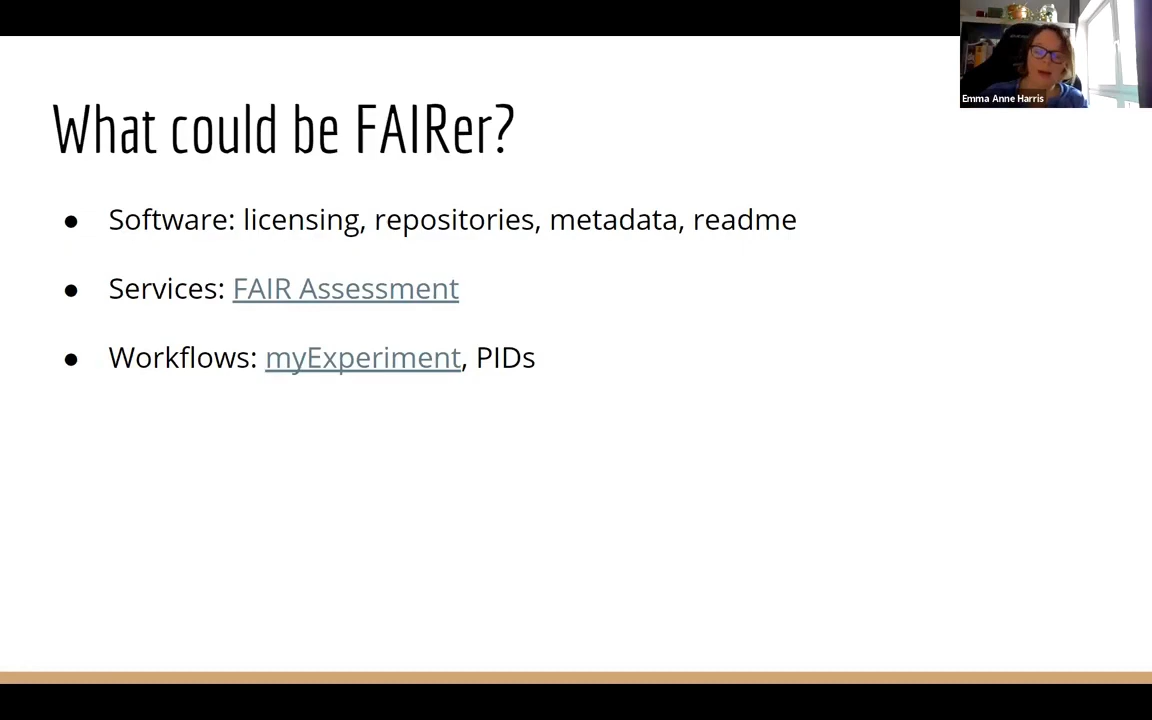 Emma Anne Harris
What could be FAIRer?
● Software: licensing, repositories, metadata, readme
● Services: FAIR Assessment
● Workflows: myExperiment, PIDs